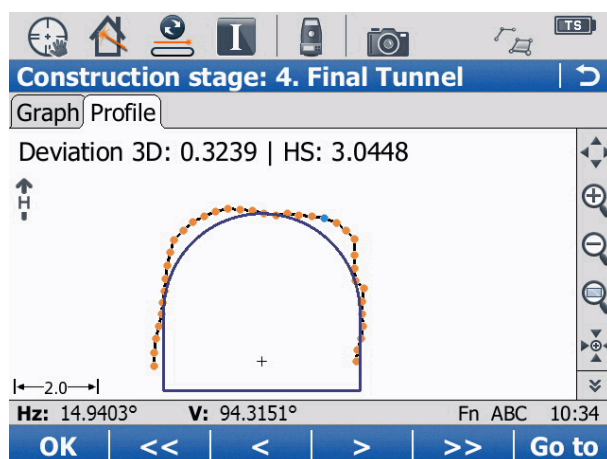 TS
Construction stage: 4. Final Tunnel
Graph Profile
Deviation 3D: 0.3239 | HS: 3.0448
H
2.0
Hz: 14.9403° V: 94.3151° Fn ABC 10:34
OK << < > >> Go to